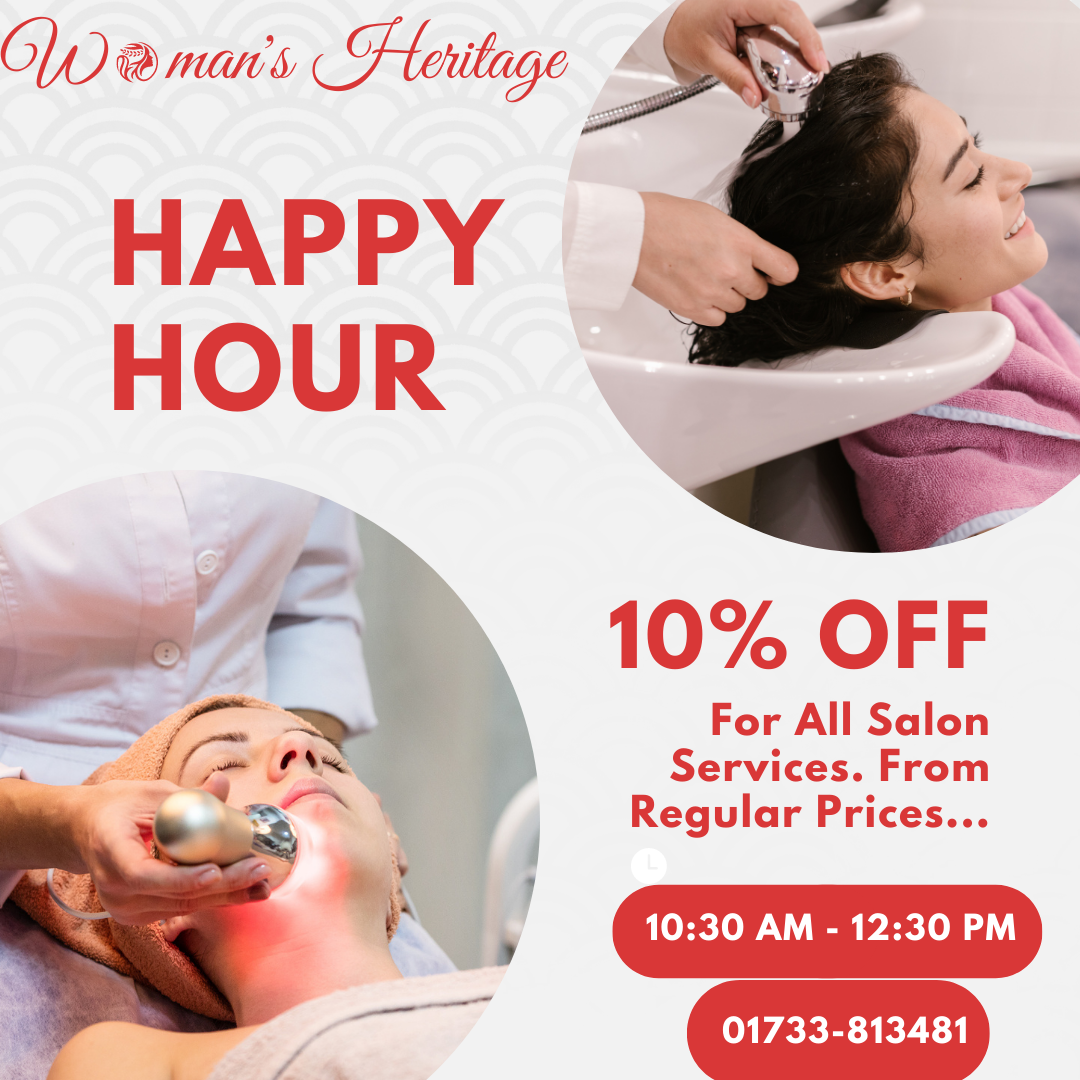 Woman's Heritage
HAPPY
HOUR
10% OFF
For All Salon
Services. From
Regular Prices...
10:30 AM - 12:30 PM
01733-813481